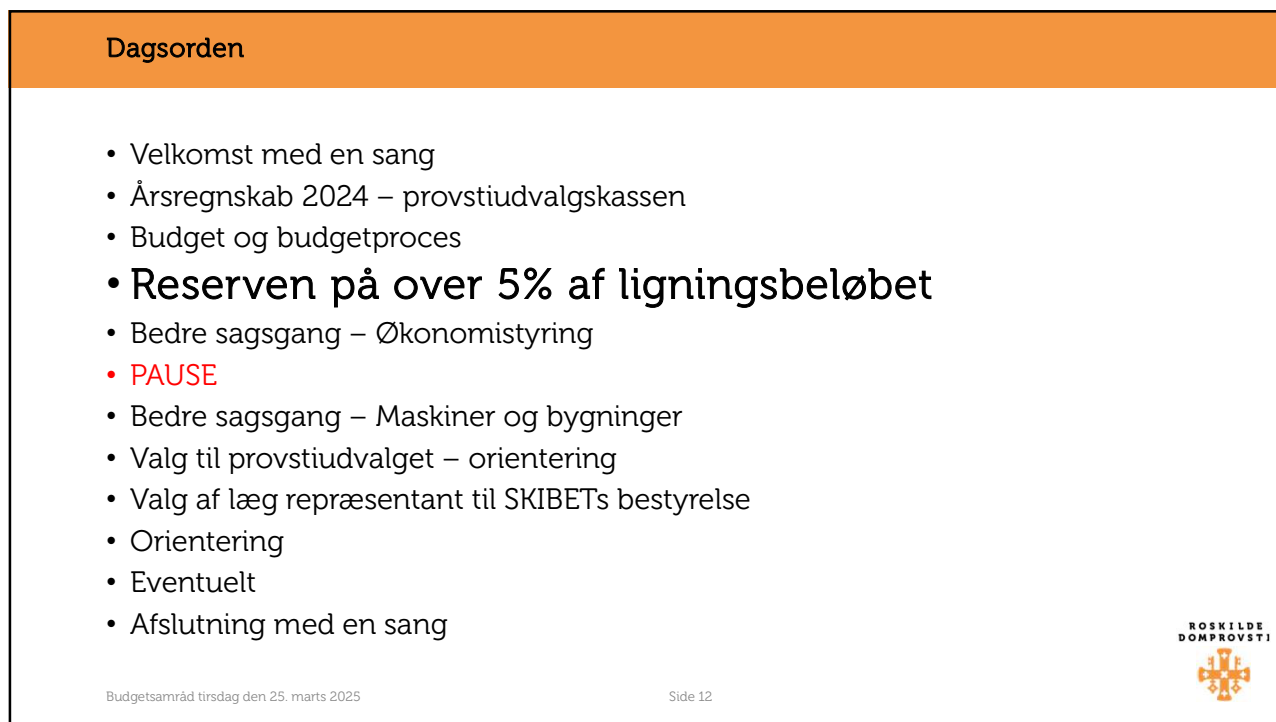 Dagsorden
• Velkomst med en sang
• Årsregnskab 2024 – provstiudvalgskassen
• Budget og budgetproces
• Reserven på over 5% af ligningsbeløbet
• Bedre sagsgang – Økonomistyring
• PAUSE
• Bedre sagsgang – Maskiner og bygninger
• Valg til provstiudvalget – orientering
• Valg af læg repræsentant til SKIBETs bestyrelse
• Orientering
• Eventuelt
• Afslutning med en sang
ROSKILDE
DOMPROVSTI
Budgetsamråd tirsdag den 25. marts 2025
Side 12